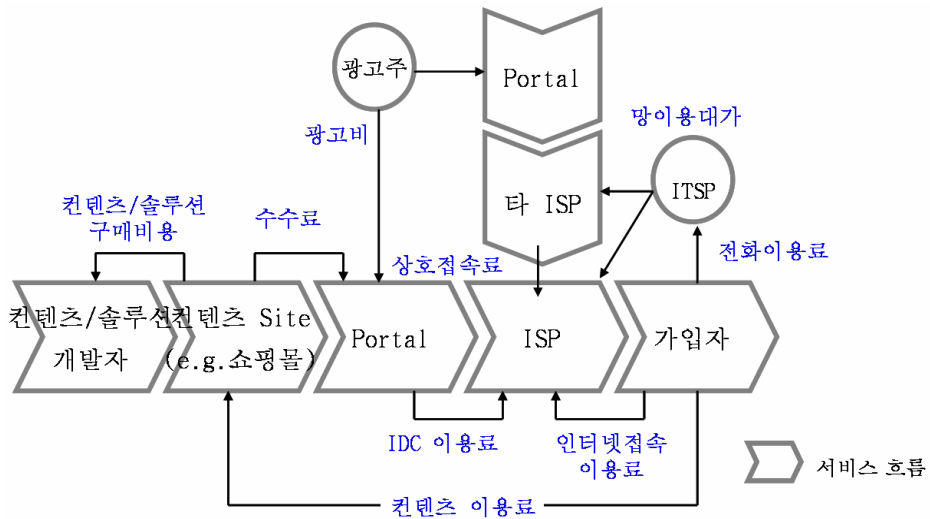 광고주
Portal
광고비
망이용대가
타 ISP
ITSP
컨텐츠/솔루션
구매비용
수수료
상호접속료
전화이용료
컨텐츠/솔루션
개발자
컨텐츠 Site
(e.g.쇼핑몰)
Portal
ISP
가입자
IDC 이용료
인터넷접속
이용료
서비스 흐름
컨텐츠 이용료